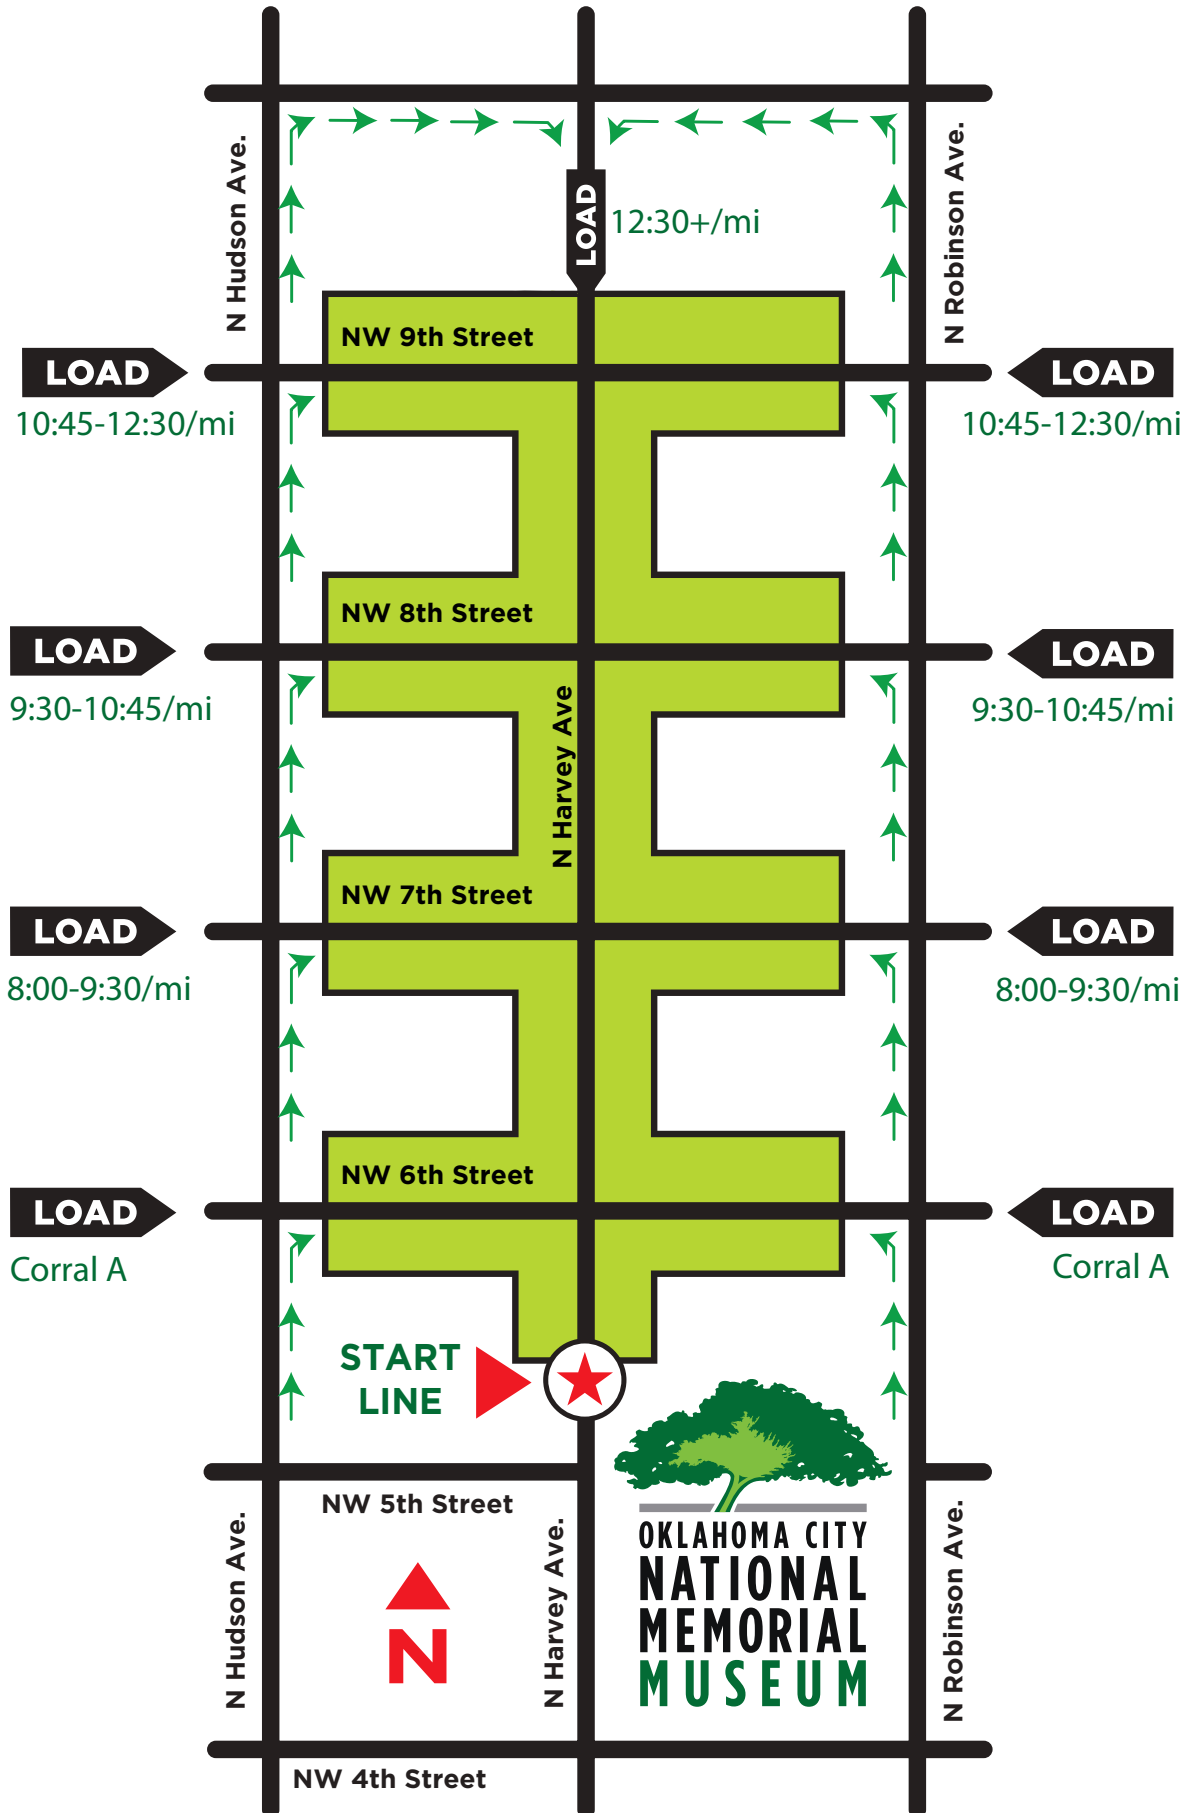 N Hudson Ave.
N Robinson Ave.
LOAD
12:30+/mi
NW 9th Street
LOAD
LOAD
10:45-12:30/mi
10:45-12:30/mi
NW 8th Street
LOAD
LOAD
9:30-10:45/mi
9:30-10:45/mi
N Harvey Ave
NW 7th Street
LOAD
LOAD
8:00-9:30/mi
8:00-9:30/mi
NW 6th Street
LOAD
LOAD
Corral A
Corral A
START
LINE
NW 5th Street
N Hudson Ave.
N
N Harvey Ave.
OKLAHOMA CITY
NATIONAL
MEMORIAL
MUSEUM
N Robinson Ave.
NW 4th Street